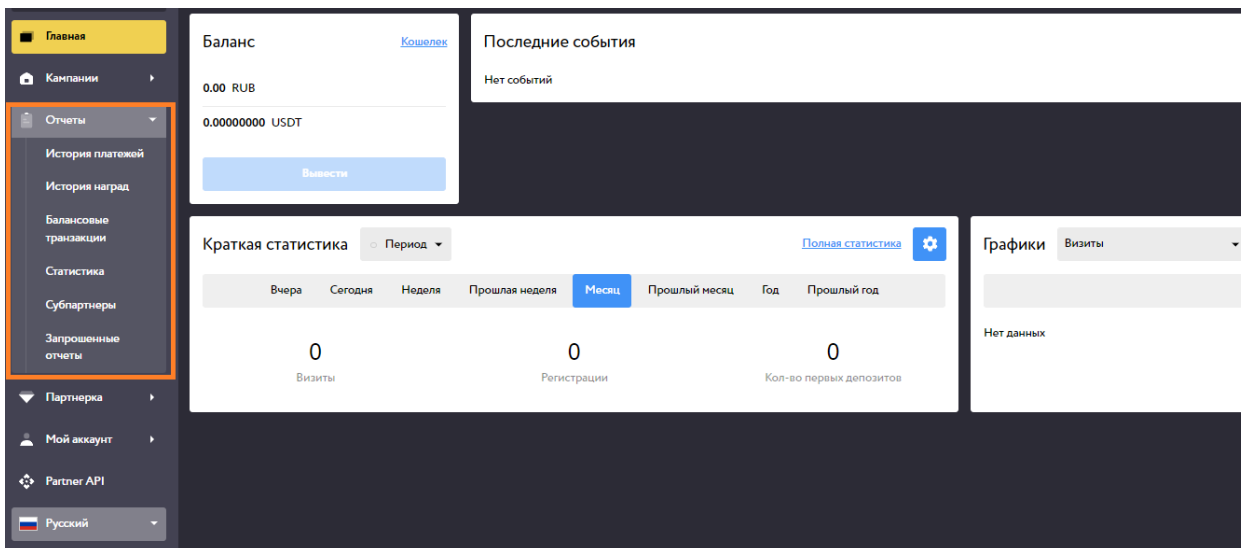 Главная
Кампании
Отчеты
История платежей
История наград
Балансовые
транзакции
Статистика
Субпартнеры
Запрошенные
отчеты
Партнерка
Мой аккаунт
Partner API
Русский
Баланс Кошелек
0.00 RUB
0.00000000 USDT
Вывести
Последние события
Нет событий
Краткая статистика Период Полная статистика
Вчера Сегодня Неделя Прошлая неделя Месяц Прошлый месяц Год Прошлый год
0 0 0
Визиты Регистрации Кол-во первых депозитов
Графики Визиты
Нет данных